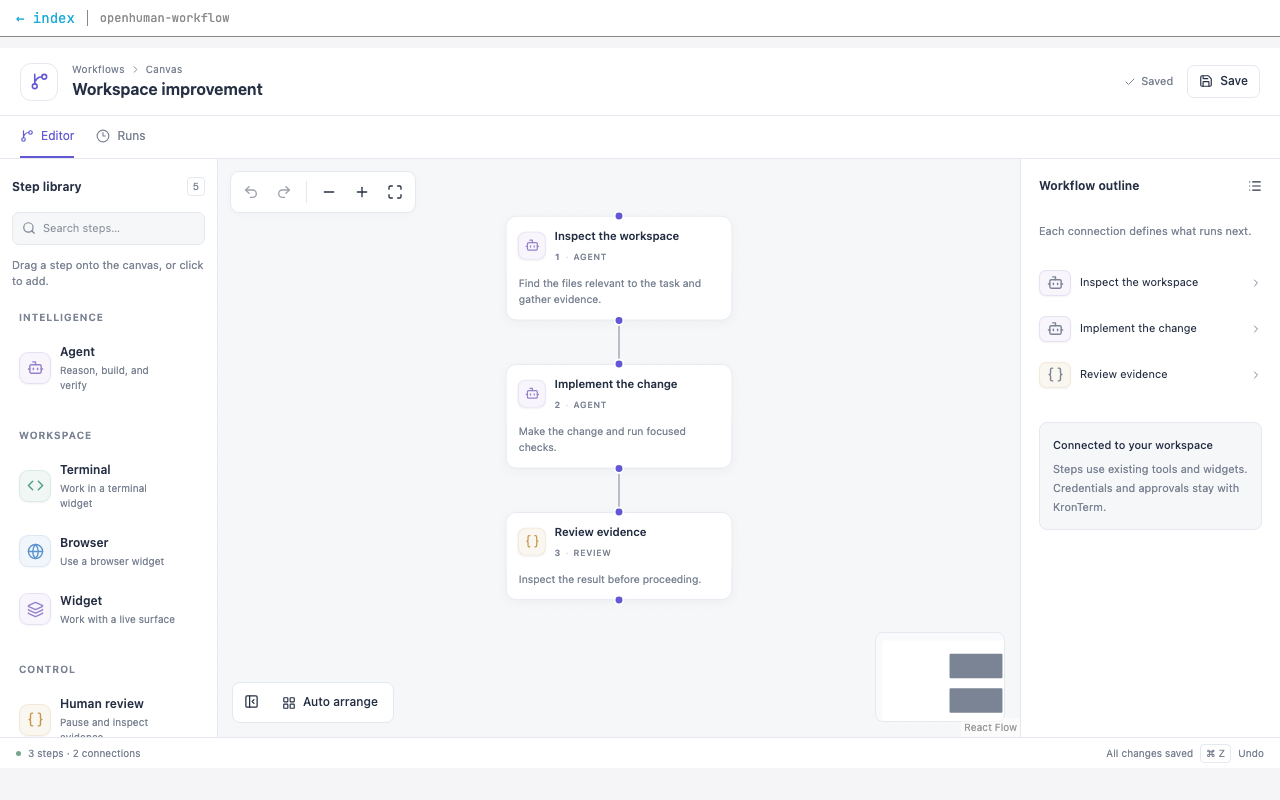 ← index
openhuman-workflow
Workflows > Canvas
Workspace improvement
Saved
Save
Editor
Runs
Step library
5
Search steps...
Drag a step onto the canvas, or click
to add.
INTELLIGENCE
Agent
Reason, build, and
verify
WORKSPACE
Terminal
Work in a terminal
widget
Browser
Use a browser widget
Widget
Work with a live surface
CONTROL
Human review
Pause and inspect
evidence
Inspect the workspace
1 · AGENT
Find the files relevant to the task and
gather evidence.
Implement the change
2 · AGENT
Make the change and run focused
checks.
Review evidence
3 · REVIEW
Inspect the result before proceeding.
Auto arrange
React Flow
Workflow outline
Each connection defines what runs next.
Inspect the workspace
Implement the change
Review evidence
Connected to your workspace
Steps use existing tools and widgets.
Credentials and approvals stay with
KronTerm.
3 steps · 2 connections
All changes saved
⌘ Z
Undo